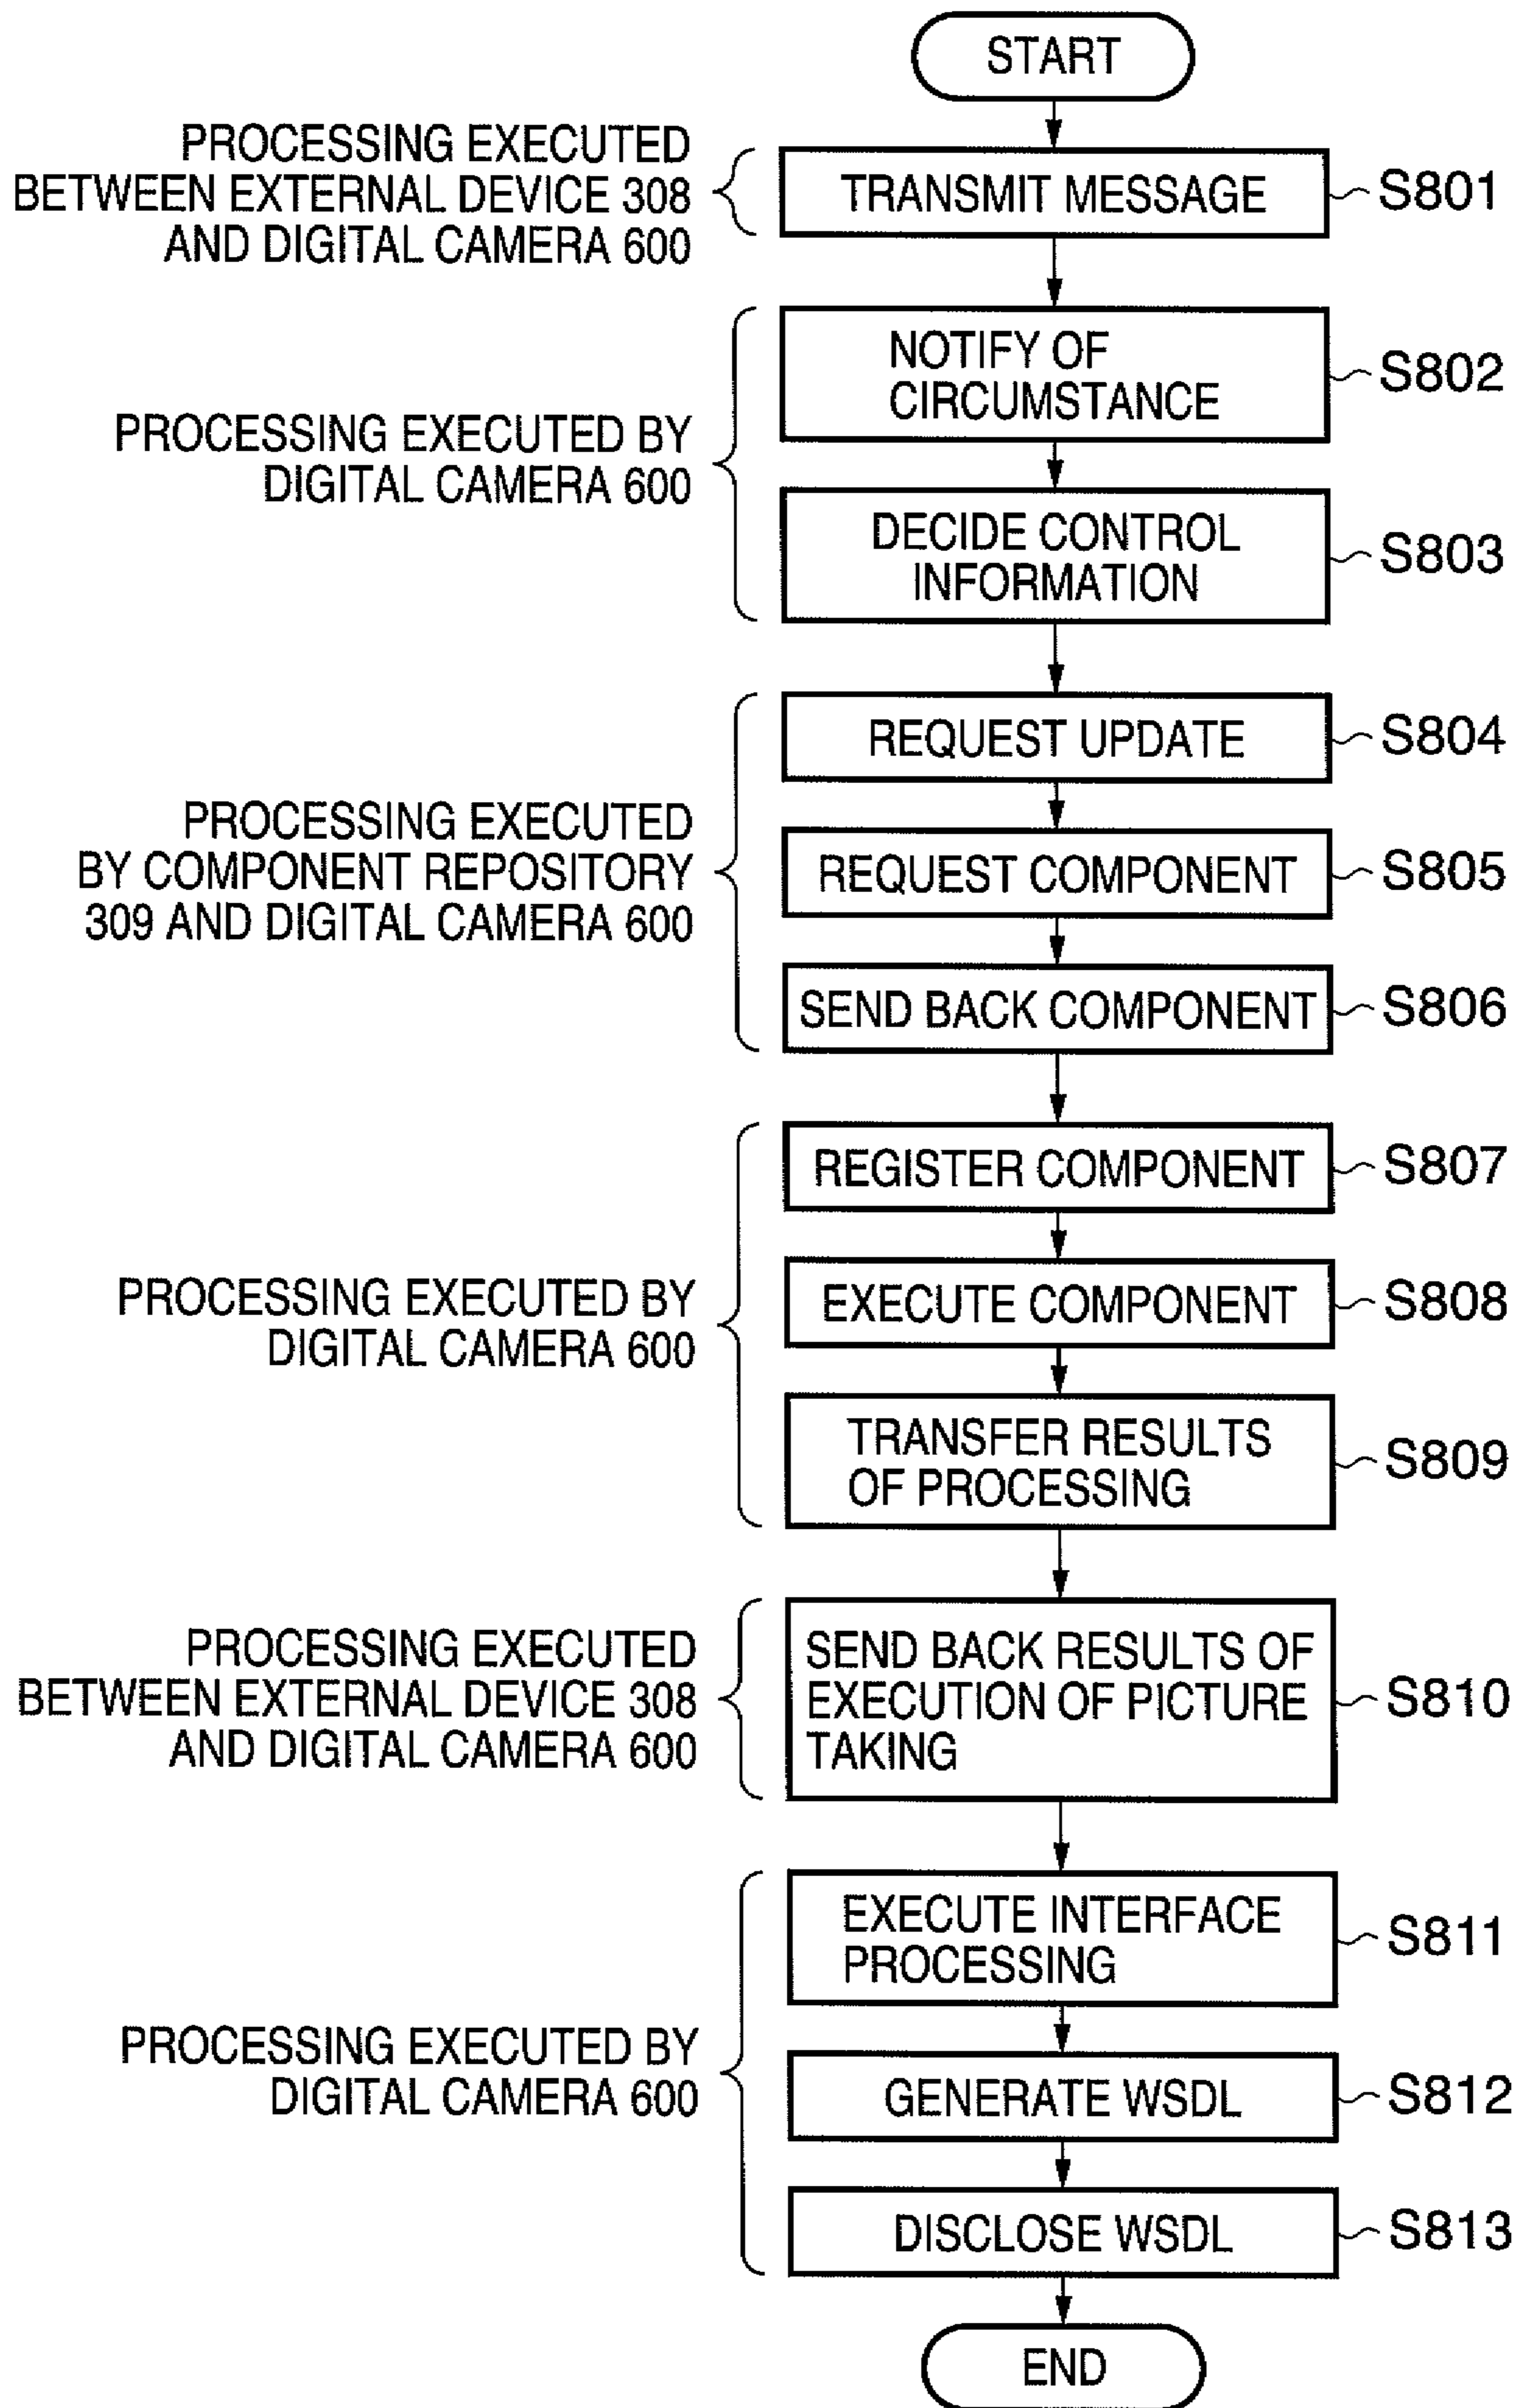 START
PROCESSING EXECUTED
BETWEEN EXTERNAL DEVICE 308
AND DIGITAL CAMERA 600
TRANSMIT MESSAGE
S801
PROCESSING EXECUTED BY
DIGITAL CAMERA 600
NOTIFY OF
CIRCUMSTANCE
S802
DECIDE CONTROL
INFORMATION
S803
PROCESSING EXECUTED
BY COMPONENT REPOSITORY
309 AND DIGITAL CAMERA 600
REQUEST UPDATE
S804
REQUEST COMPONENT
S805
SEND BACK COMPONENT
S806
PROCESSING EXECUTED BY
DIGITAL CAMERA 600
REGISTER COMPONENT
S807
EXECUTE COMPONENT
S808
TRANSFER RESULTS
OF PROCESSING
S809
PROCESSING EXECUTED
BETWEEN EXTERNAL DEVICE 308
AND DIGITAL CAMERA 600
SEND BACK RESULTS OF
EXECUTION OF PICTURE
TAKING
S810
PROCESSING EXECUTED BY
DIGITAL CAMERA 600
EXECUTE INTERFACE
PROCESSING
S811
GENERATE WSDL
S812
DISCLOSE WSDL
S813
END